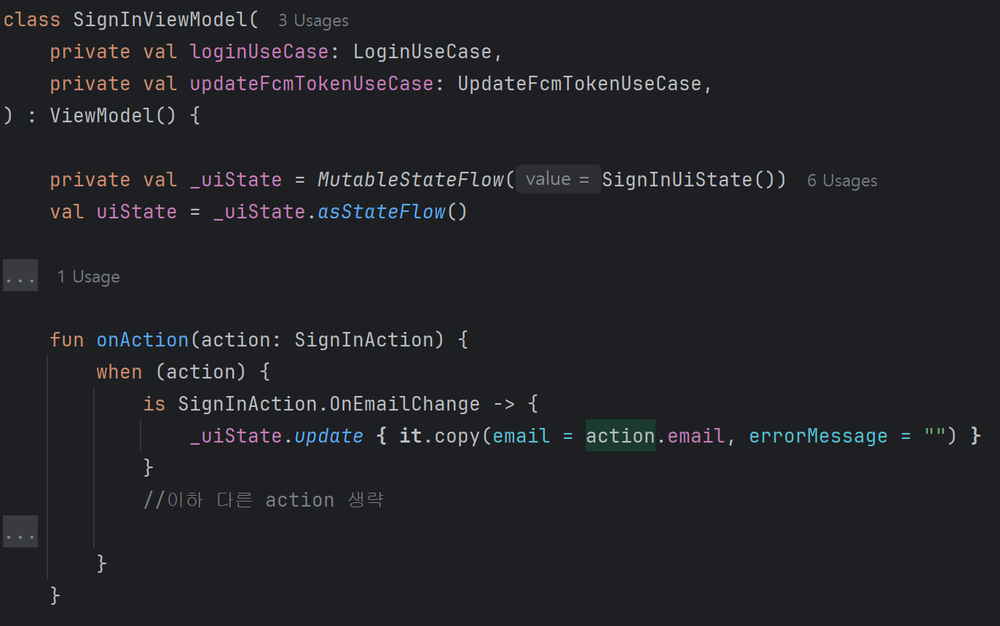 class SignInViewModel( 3 Usages
    private val loginUseCase: LoginUseCase,
    private val updateFcmTokenUseCase: UpdateFcmTokenUseCase,
) : ViewModel() {
    private val _uiState = MutableStateFlow( value = SignInUiState()) 6 Usages
    val uiState = _uiState.asStateFlow()
... 1 Usage
    fun onAction(action: SignInAction) {
        when (action) {
            is SignInAction.OnEmailChange -> {
                _uiState.update { it.copy(email = action.email, errorMessage = "") }
            }
            //이하 다른 action 생략
...
        }
    }